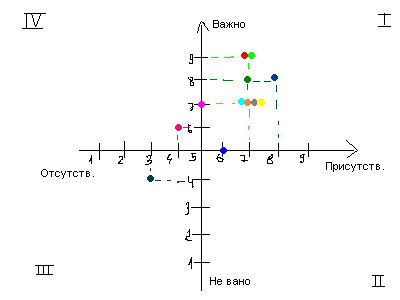 IV
Важно
I
9
8
7
6
1 2 3 4 5 6 7 8 9
Отсутств.
Присутств.
4
3
2
1
III
Не вано
II